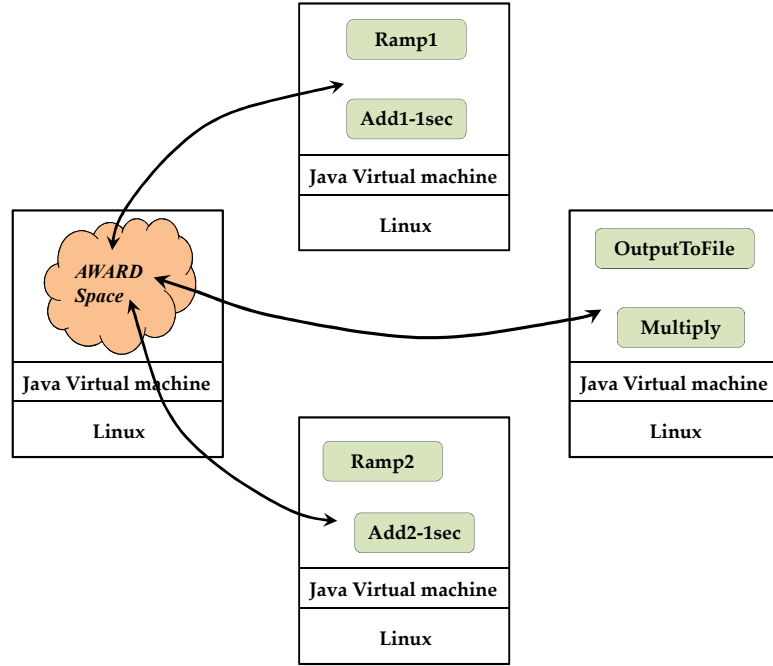 Ramp1
Add1-1sec
Java Virtual machine
Linux
AWARD
Space
Java Virtual machine
Linux
OutputToFile
Multiply
Java Virtual machine
Linux
Ramp2
Add2-1sec
Java Virtual machine
Linux